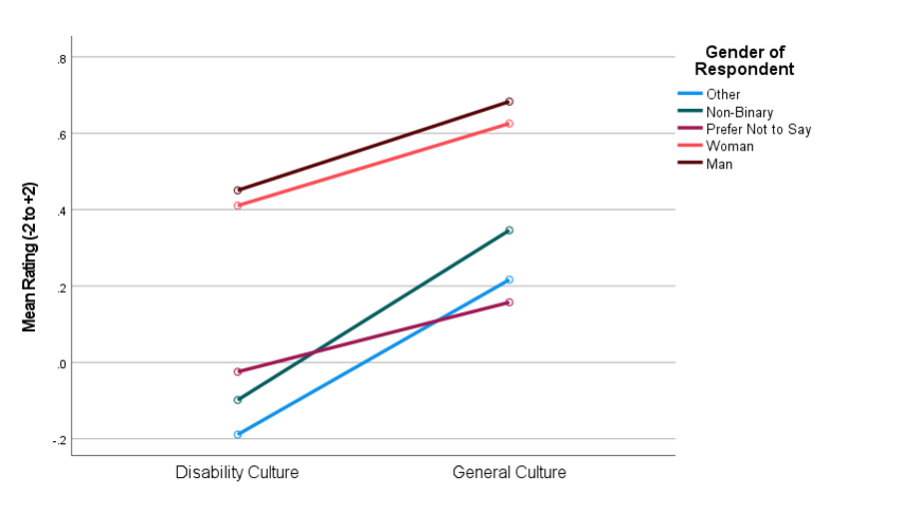 Gender of
Respondent
Other
Non-Binary
Prefer Not to Say
Woman
Man
Mean Rating (-2 to +2)
.8
.6
.4
.2
.0
-.2
Disability Culture
General Culture